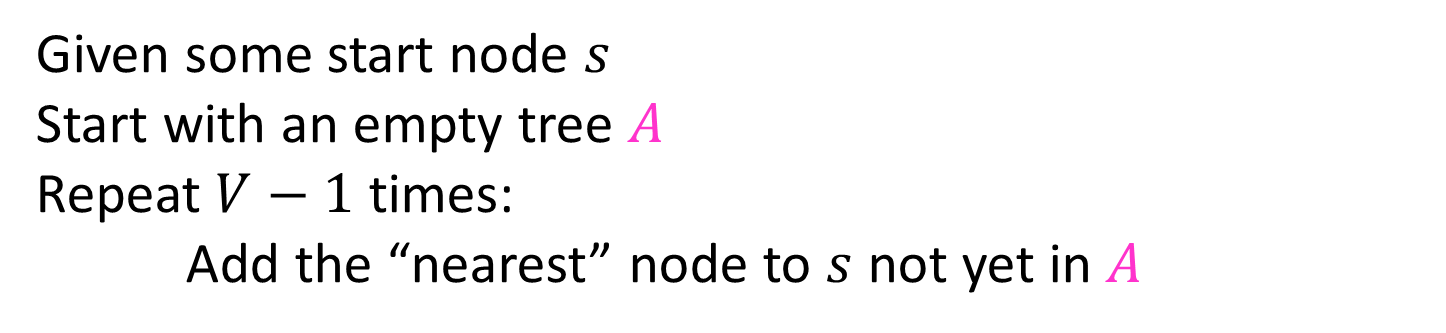 Given some start node s
Start with an empty tree A
Repeat V − 1 times:
Add the “nearest” node to s not yet in A